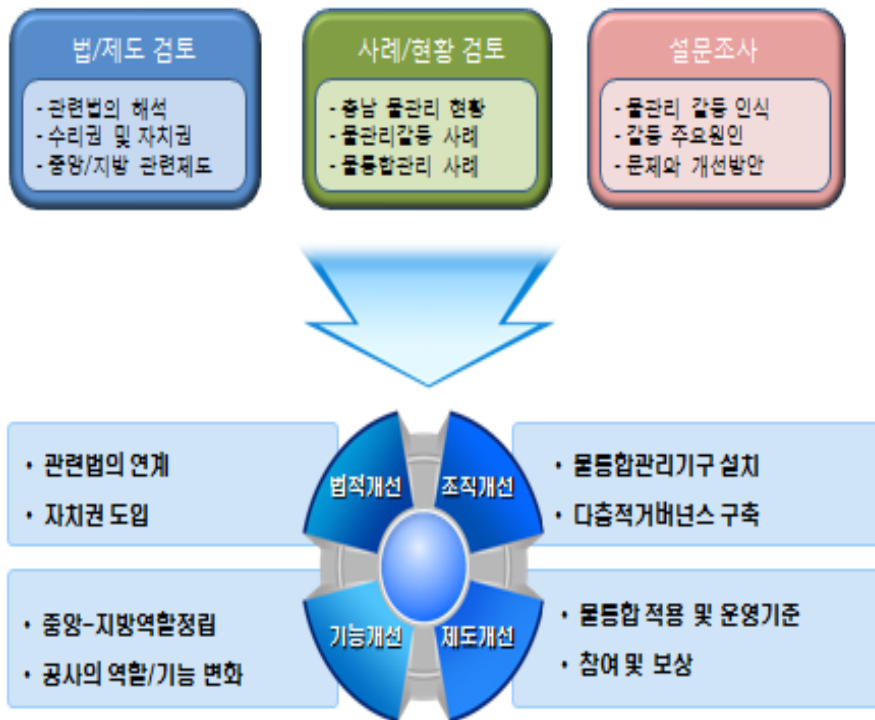 법/제도 검토
- 관련법의 해석
- 수리권 및 자치권
- 중앙/지방 관련제도
사례/현황 검토
- 충남 물관리 현황
- 물관리갈등 사례
- 물통합관리 사례
설문조사
- 물관리 갈등 인식
- 갈등 주요원인
- 문제와 개선방안
• 관련법의 연계
• 자치권 도입
법적개선
조직개선
• 물통합관리기구 설치
• 다층적거버넌스 구축
• 중앙-지방역할정립
• 공사의 역할/기능 변화
기능개선
제도개선
• 물통합 적용 및 운영기준
• 참여 및 보상